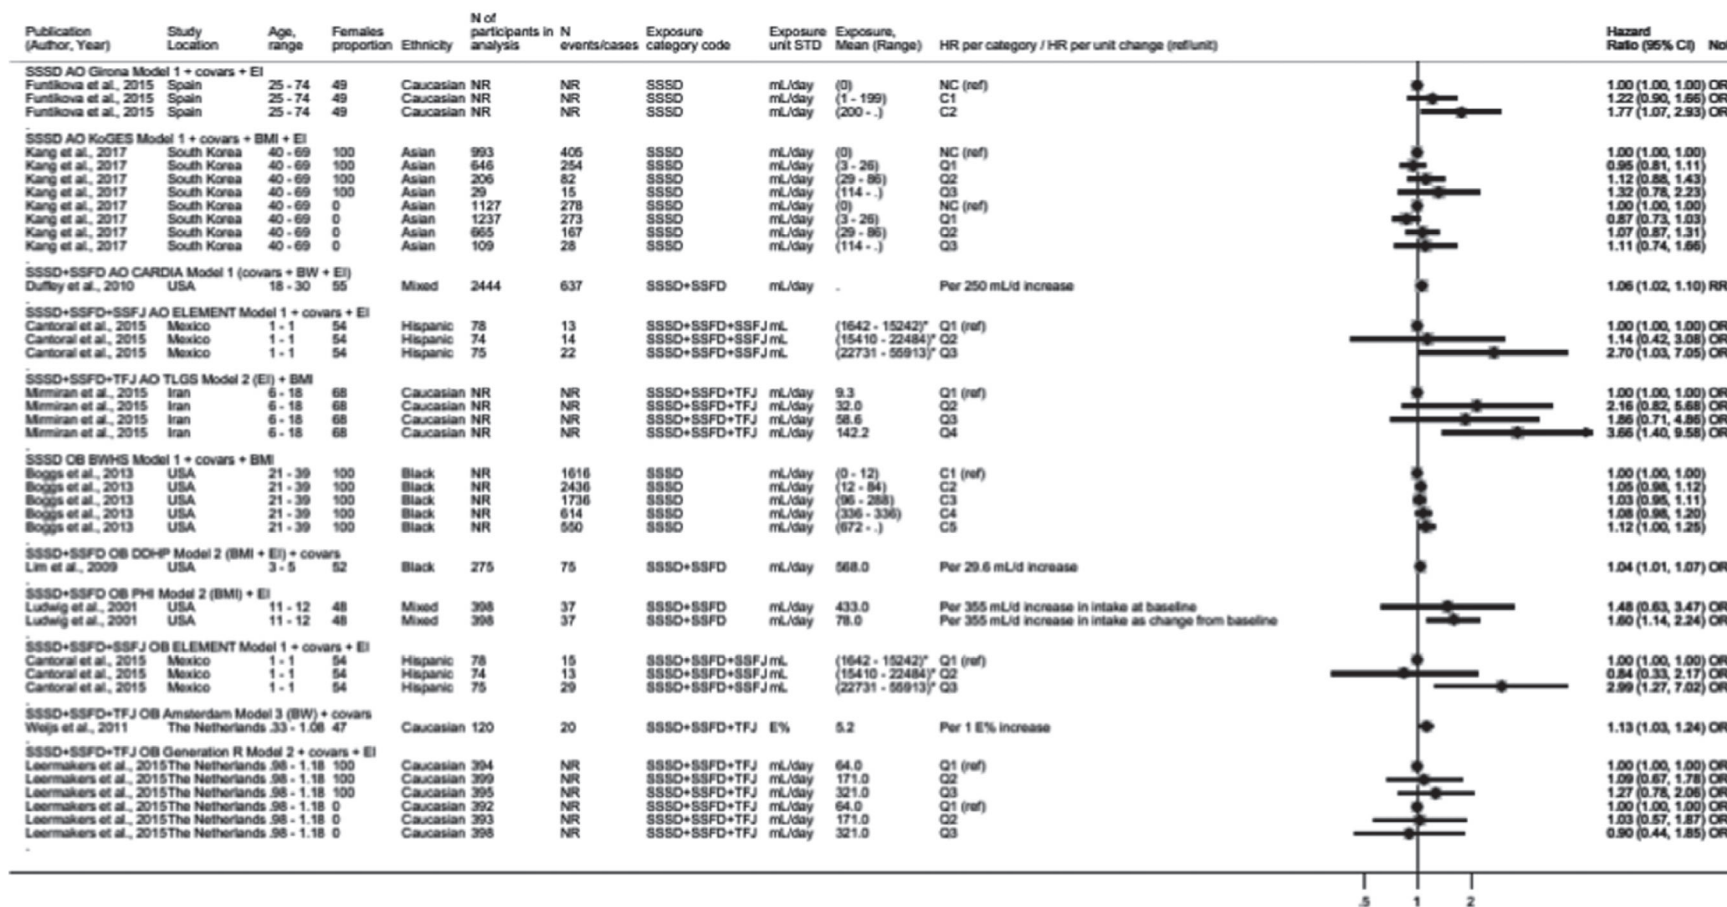 Publication (Author, Year) Study Location Age, range Females proportion Ethnicity N of participants in analysis N events/cases Exposure category code Exposure unit STD Exposure, Mean (Range) HR per category / HR per unit change (ref/unit) Hazard Ratio (95% CI) Not
SSSD AO Girona Model 1 + covars + EI
Funtikova et al., 2015 Spain 25 - 74 49 Caucasian NR NR SSSD mL/day (0) NC (ref) 1.00 (1.00, 1.00) OR
Funtikova et al., 2015 Spain 25 - 74 49 Caucasian NR NR SSSD mL/day (1 - 199) C1 1.22 (0.90, 1.66) OR
Funtikova et al., 2015 Spain 25 - 74 49 Caucasian NR NR SSSD mL/day (200 - .) C2 1.77 (1.07, 2.93) OR
.
SSSD AO KoGES Model 1 + covars + BMI + EI
Kang et al., 2017 South Korea 40 - 69 100 Asian 993 405 SSSD mL/day (0) NC (ref) 1.00 (1.00, 1.00)
Kang et al., 2017 South Korea 40 - 69 100 Asian 646 254 SSSD mL/day (3 - 26) Q1 0.95 (0.81, 1.11)
Kang et al., 2017 South Korea 40 - 69 100 Asian 206 82 SSSD mL/day (29 - 86) Q2 1.12 (0.88, 1.43)
Kang et al., 2017 South Korea 40 - 69 100 Asian 29 15 SSSD mL/day (114 - .) Q3 1.32 (0.78, 2.23)
Kang et al., 2017 South Korea 40 - 69 0 Asian 1127 278 SSSD mL/day (0) NC (ref) 1.00 (1.00, 1.00)
Kang et al., 2017 South Korea 40 - 69 0 Asian 1237 273 SSSD mL/day (3 - 26) Q1 0.87 (0.73, 1.03)
Kang et al., 2017 South Korea 40 - 69 0 Asian 665 167 SSSD mL/day (29 - 86) Q2 1.07 (0.87, 1.31)
Kang et al., 2017 South Korea 40 - 69 0 Asian 109 28 SSSD mL/day (114 - .) Q3 1.11 (0.74, 1.66)
.
SSSD+SSFD AO CARDIA Model 1 (covars + BW + EI)
Duffey et al., 2010 USA 18 - 30 55 Mixed 2444 637 SSSD+SSFD mL/day . Per 250 mL/d increase 1.06 (1.02, 1.10) RR
.
SSSD+SSFD+SSFJ AO ELEMENT Model 1 + covars + EI
Cantoral et al., 2015 Mexico 1 - 1 54 Hispanic 78 13 SSSD+SSFD+SSFJ mL (1642 - 15242)* Q1 (ref) 1.00 (1.00, 1.00) OR
Cantoral et al., 2015 Mexico 1 - 1 54 Hispanic 74 14 SSSD+SSFD+SSFJ mL (15410 - 22484)* Q2 1.14 (0.42, 3.08) OR
Cantoral et al., 2015 Mexico 1 - 1 54 Hispanic 75 22 SSSD+SSFD+SSFJ mL (22731 - 55913)* Q3 2.70 (1.03, 7.05) OR
.
SSSD+SSFD+TFJ AO TLGS Model 2 (EI) + BMI
Mirmiran et al., 2015 Iran 6 - 18 68 Caucasian NR NR SSSD+SSFD+TFJ mL/day 9.3 Q1 (ref) 1.00 (1.00, 1.00) OR
Mirmiran et al., 2015 Iran 6 - 18 68 Caucasian NR NR SSSD+SSFD+TFJ mL/day 32.0 Q2 2.16 (0.82, 5.68) OR
Mirmiran et al., 2015 Iran 6 - 18 68 Caucasian NR NR SSSD+SSFD+TFJ mL/day 58.6 Q3 1.86 (0.71, 4.86) OR
Mirmiran et al., 2015 Iran 6 - 18 68 Caucasian NR NR SSSD+SSFD+TFJ mL/day 142.2 Q4 3.66 (1.40, 9.58) OR
.
SSSD OB BWHS Model 1 + covars + BMI
Boggs et al., 2013 USA 21 - 39 100 Black NR 1616 SSSD mL/day (0 - 12) C1 (ref) 1.00 (1.00, 1.00)
Boggs et al., 2013 USA 21 - 39 100 Black NR 2436 SSSD mL/day (12 - 84) C2 1.05 (0.98, 1.12)
Boggs et al., 2013 USA 21 - 39 100 Black NR 1736 SSSD mL/day (96 - 288) C3 1.03 (0.95, 1.11)
Boggs et al., 2013 USA 21 - 39 100 Black NR 614 SSSD mL/day (336 - 336) C4 1.08 (0.98, 1.20)
Boggs et al., 2013 USA 21 - 39 100 Black NR 550 SSSD mL/day (672 - .) C5 1.12 (1.00, 1.25)
.
SSSD+SSFD OB DDHP Model 2 (BMI + EI) + covars
Lim et al., 2009 USA 3 - 5 52 Black 275 75 SSSD+SSFD mL/day 568.0 Per 29.6 mL/d increase 1.04 (1.01, 1.07) OR
.
SSSD+SSFD OB PHI Model 2 (BMI) + EI
Ludwig et al., 2001 USA 11 - 12 48 Mixed 398 37 SSSD+SSFD mL/day 433.0 Per 355 mL/d increase in intake at baseline 1.48 (0.63, 3.47) OR
Ludwig et al., 2001 USA 11 - 12 48 Mixed 398 37 SSSD+SSFD mL/day 78.0 Per 355 mL/d increase in intake as change from baseline 1.60 (1.14, 2.24) OR
.
SSSD+SSFD+SSFJ OB ELEMENT Model 1 + covars + EI
Cantoral et al., 2015 Mexico 1 - 1 54 Hispanic 78 15 SSSD+SSFD+SSFJ mL (1642 - 15242)* Q1 (ref) 1.00 (1.00, 1.00) OR
Cantoral et al., 2015 Mexico 1 - 1 54 Hispanic 74 13 SSSD+SSFD+SSFJ mL (15410 - 22484)* Q2 0.84 (0.33, 2.17) OR
Cantoral et al., 2015 Mexico 1 - 1 54 Hispanic 75 29 SSSD+SSFD+SSFJ mL (22731 - 55913)* Q3 2.99 (1.27, 7.02) OR
.
SSSD+SSFD+TFJ OB Amsterdam Model 3 (BW) + covars
Weijs et al., 2011 The Netherlands .33 - 1.08 47 Caucasian 120 20 SSSD+SSFD+TFJ E% 5.2 Per 1 E% increase 1.13 (1.03, 1.24) OR
.
SSSD+SSFD+TFJ OB Generation R Model 2 + covars + EI
Leermakers et al., 2015 The Netherlands .98 - 1.18 100 Caucasian 394 NR SSSD+SSFD+TFJ mL/day 64.0 Q1 (ref) 1.00 (1.00, 1.00) OR
Leermakers et al., 2015 The Netherlands .98 - 1.18 100 Caucasian 399 NR SSSD+SSFD+TFJ mL/day 171.0 Q2 1.09 (0.67, 1.78) OR
Leermakers et al., 2015 The Netherlands .98 - 1.18 100 Caucasian 395 NR SSSD+SSFD+TFJ mL/day 321.0 Q3 1.27 (0.78, 2.06) OR
Leermakers et al., 2015 The Netherlands .98 - 1.18 0 Caucasian 392 NR SSSD+SSFD+TFJ mL/day 64.0 Q1 (ref) 1.00 (1.00, 1.00) OR
Leermakers et al., 2015 The Netherlands .98 - 1.18 0 Caucasian 393 NR SSSD+SSFD+TFJ mL/day 171.0 Q2 1.03 (0.57, 1.87) OR
Leermakers et al., 2015 The Netherlands .98 - 1.18 0 Caucasian 398 NR SSSD+SSFD+TFJ mL/day 321.0 Q3 0.90 (0.44, 1.85) OR
.
.5 1 2